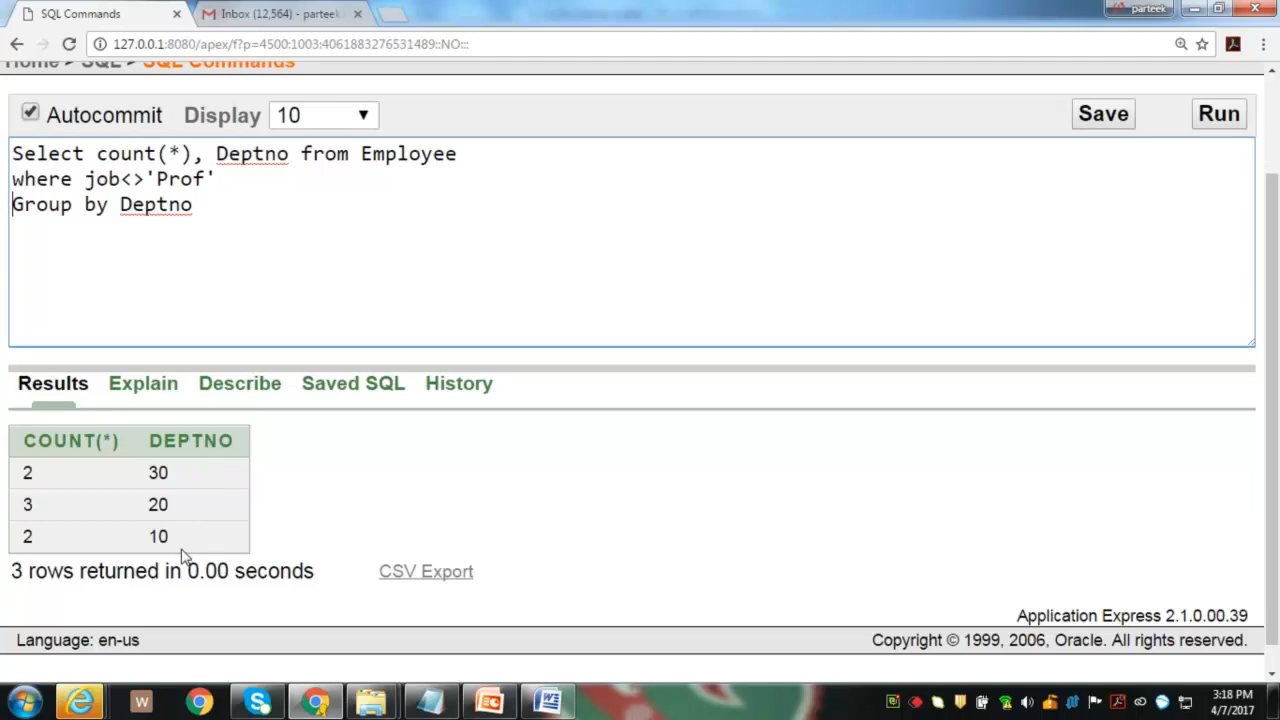 SQL Commands
Inbox (12,564) - parteek
parteek
127.0.0.1:8080/apex/f?p=4500:1003:4061883276531489::NO:::
Home > SQL > SQL Commands
Autocommit Display 10 Save Run
Select count(*), Deptno from Employee
where job<>'Prof'
Group by Deptno
Results Explain Describe Saved SQL History
COUNT(*) DEPTNO
2 30
3 20
2 10
3 rows returned in 0.00 seconds CSV Export
Application Express 2.1.0.00.39
Language: en-us Copyright © 1999, 2006, Oracle. All rights reserved.
W
3:18 PM
4/7/2017